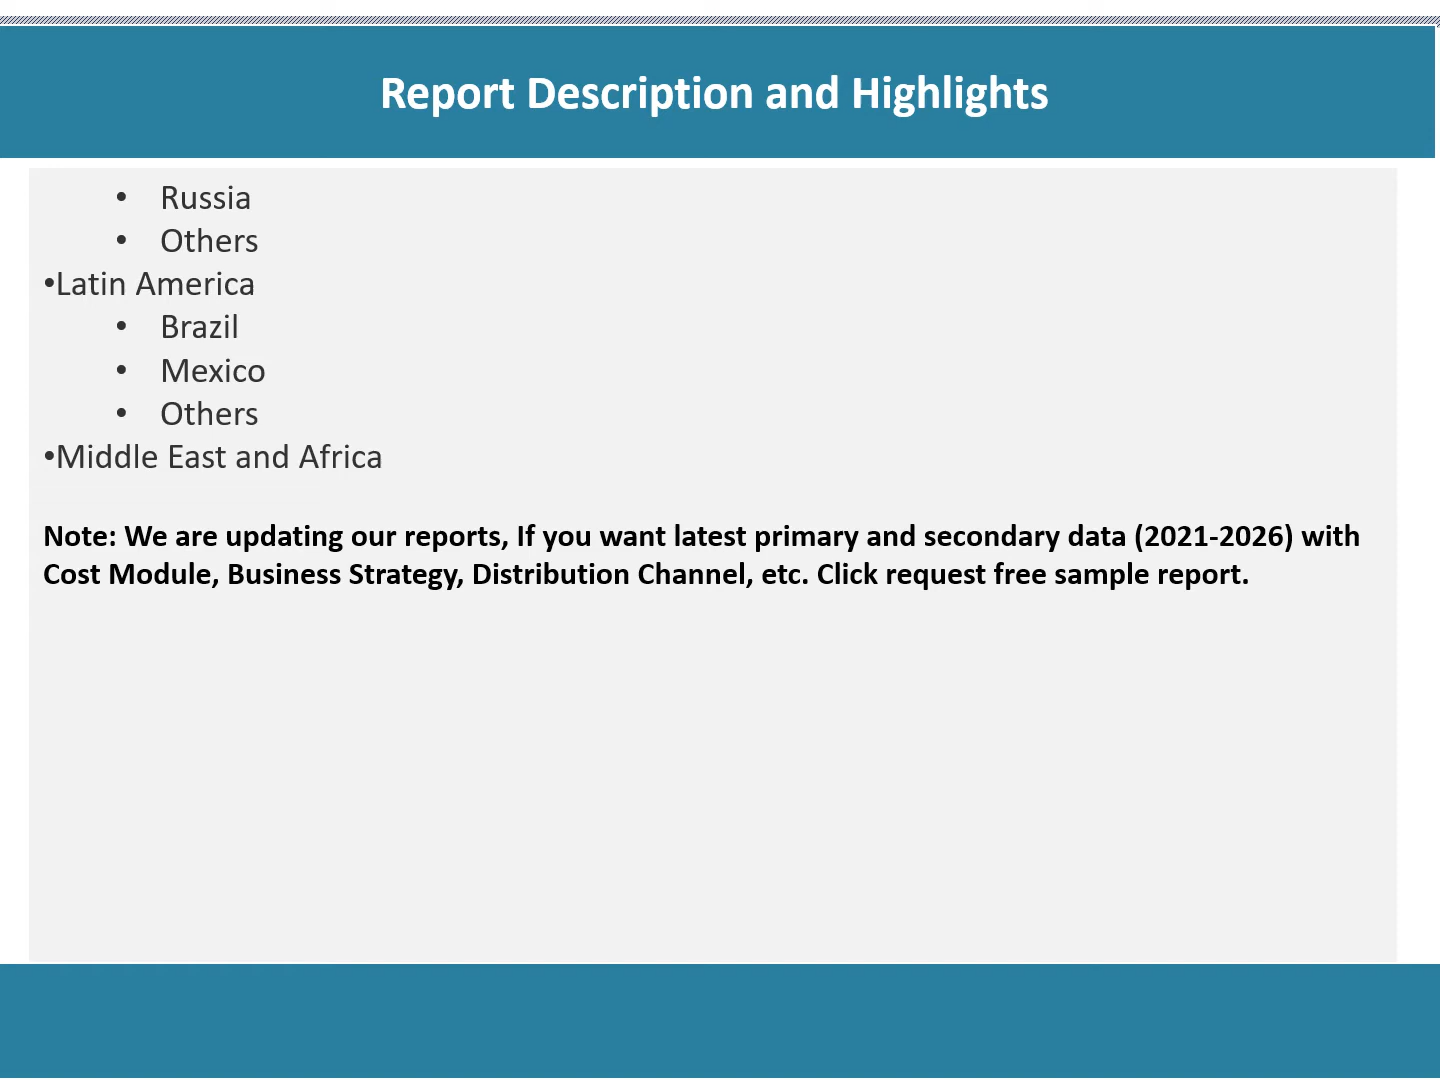 Report Description and Highlights
• Russia
• Others
•Latin America
• Brazil
• Mexico
• Others
•Middle East and Africa
Note: We are updating our reports, If you want latest primary and secondary data (2021-2026) with
Cost Module, Business Strategy, Distribution Channel, etc. Click request free sample report.